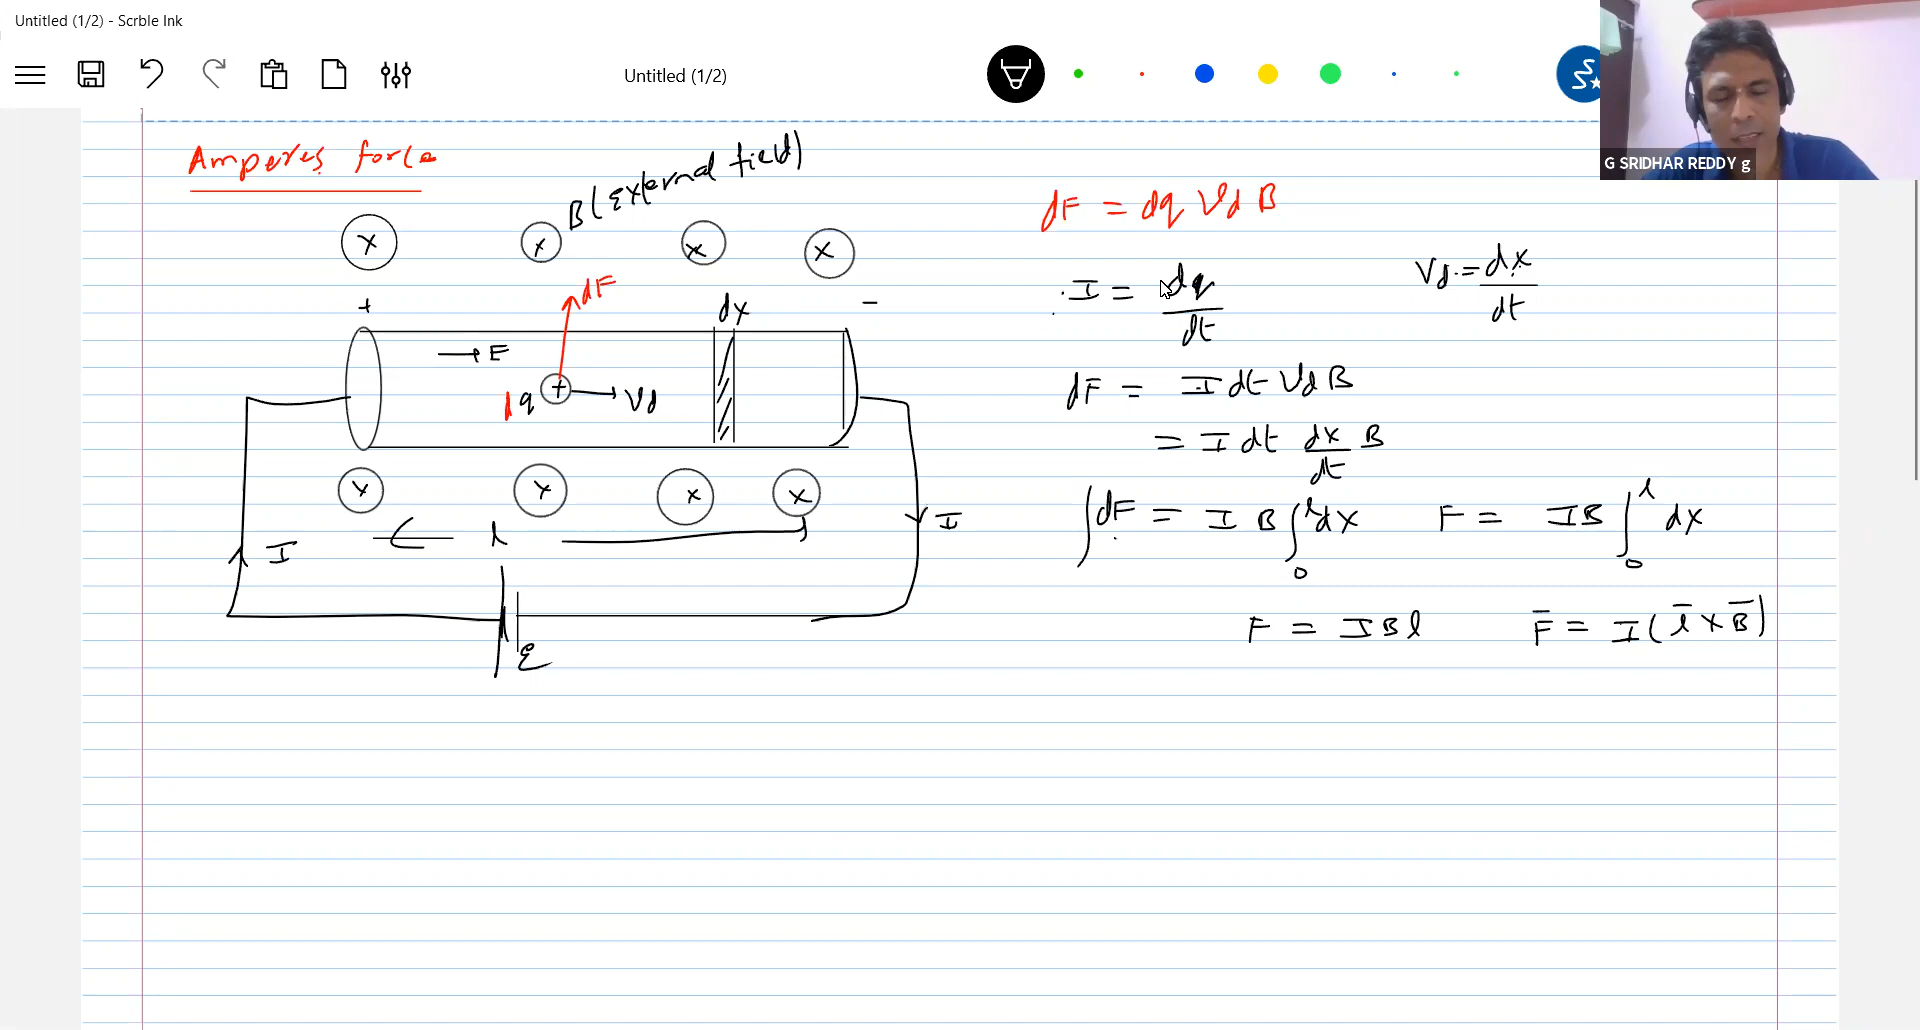 Untitled (1/2) - Scrble Ink
Untitled (1/2)
G SRIDHAR REDDY g
Amperes force
B (External field)
x x x x
+ dF dx -
→ E
dq + → Vd
x x x x
l
I I
ε
dF = dq Vd B
I = dq/dt Vd = dx/dt
dF = I dt Vd B
= I dt dx/dt B
∫dF = I B ∫₀ˡ dx F = IB ∫₀ˡ dx
F = I B l F̅ = I( l̅ x B̅ )